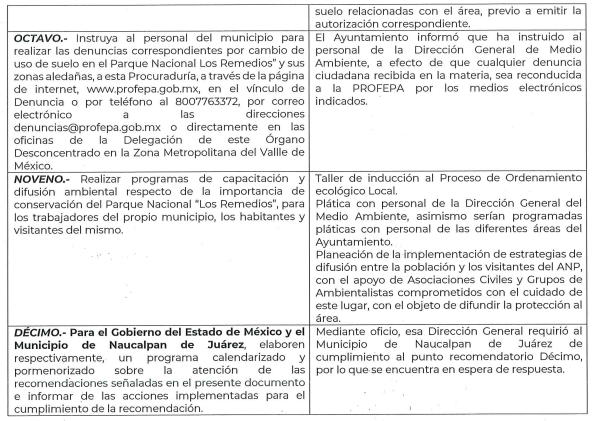 suelo relacionadas con el área, previo a emitir la
autorización correspondiente.
OCTAVO.- Instruya al personal del municipio para
realizar las denuncias correspondientes por cambio de
uso de suelo en el Parque Nacional Los Remedios" y sus
zonas aledañas, a esta Procuraduría, a través de la página
de internet, www.profepa.gob.mx, en el vínculo de
Denuncia o por teléfono al 8007763372, por correo
electrónico a las direcciones
denuncias@profepa.gob.mx o directamente en las
oficinas de la Delegación de este Órgano
Desconcentrado en la Zona Metropolitana del Vallle de
México.
El Ayuntamiento informó que ha instruido al
personal de la Dirección General de Medio
Ambiente, a efecto de que cualquier denuncia
ciudadana recibida en la materia, sea reconducida
a la PROFEPA por los medios electrónicos
indicados.
NOVENO.- Realizar programas de capacitación y
difusión ambiental respecto de la importancia de
conservación del Parque Nacional "Los Remedios", para
los trabajadores del propio municipio, los habitantes y
visitantes del mismo.
Taller de inducción al Proceso de Ordenamiento
ecológico Local.
Plática con personal de la Dirección General del
Medio Ambiente, asimismo serían programadas
pláticas con personal de las diferentes áreas del
Ayuntamiento.
Planeación de la implementación de estrategias de
difusión entre la población y los visitantes del ANP,
con el apoyo de Asociaciones Civiles y Grupos de
Ambientalistas comprometidos con el cuidado de
este lugar, con el objeto de difundir la protección al
área.
DÉCIMO.- Para el Gobierno del Estado de México y el
Municipio de Naucalpan de Juárez, elaboren
respectivamente, un programa calendarizado y
pormenorizado sobre la atención de las
recomendaciones señaladas en el presente documento
e informar de las acciones implementadas para el
cumplimiento de la recomendación.
Mediante oficio, esa Dirección General requirió al
Municipio de Naucalpan de Juárez de
cumplimiento al punto recomendatorio Décimo,
por lo que se encuentra en espera de respuesta.